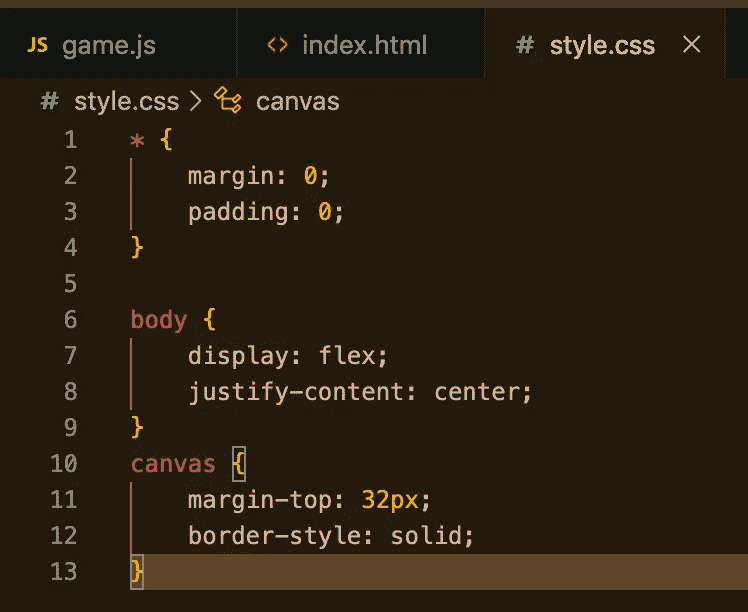 JS game.js <> index.html # style.css ×
# style.css > canvas
1 * {
2     margin: 0;
3     padding: 0;
4 }
5
6 body {
7     display: flex;
8     justify-content: center;
9 }
10 canvas {
11     margin-top: 32px;
12     border-style: solid;
13 }